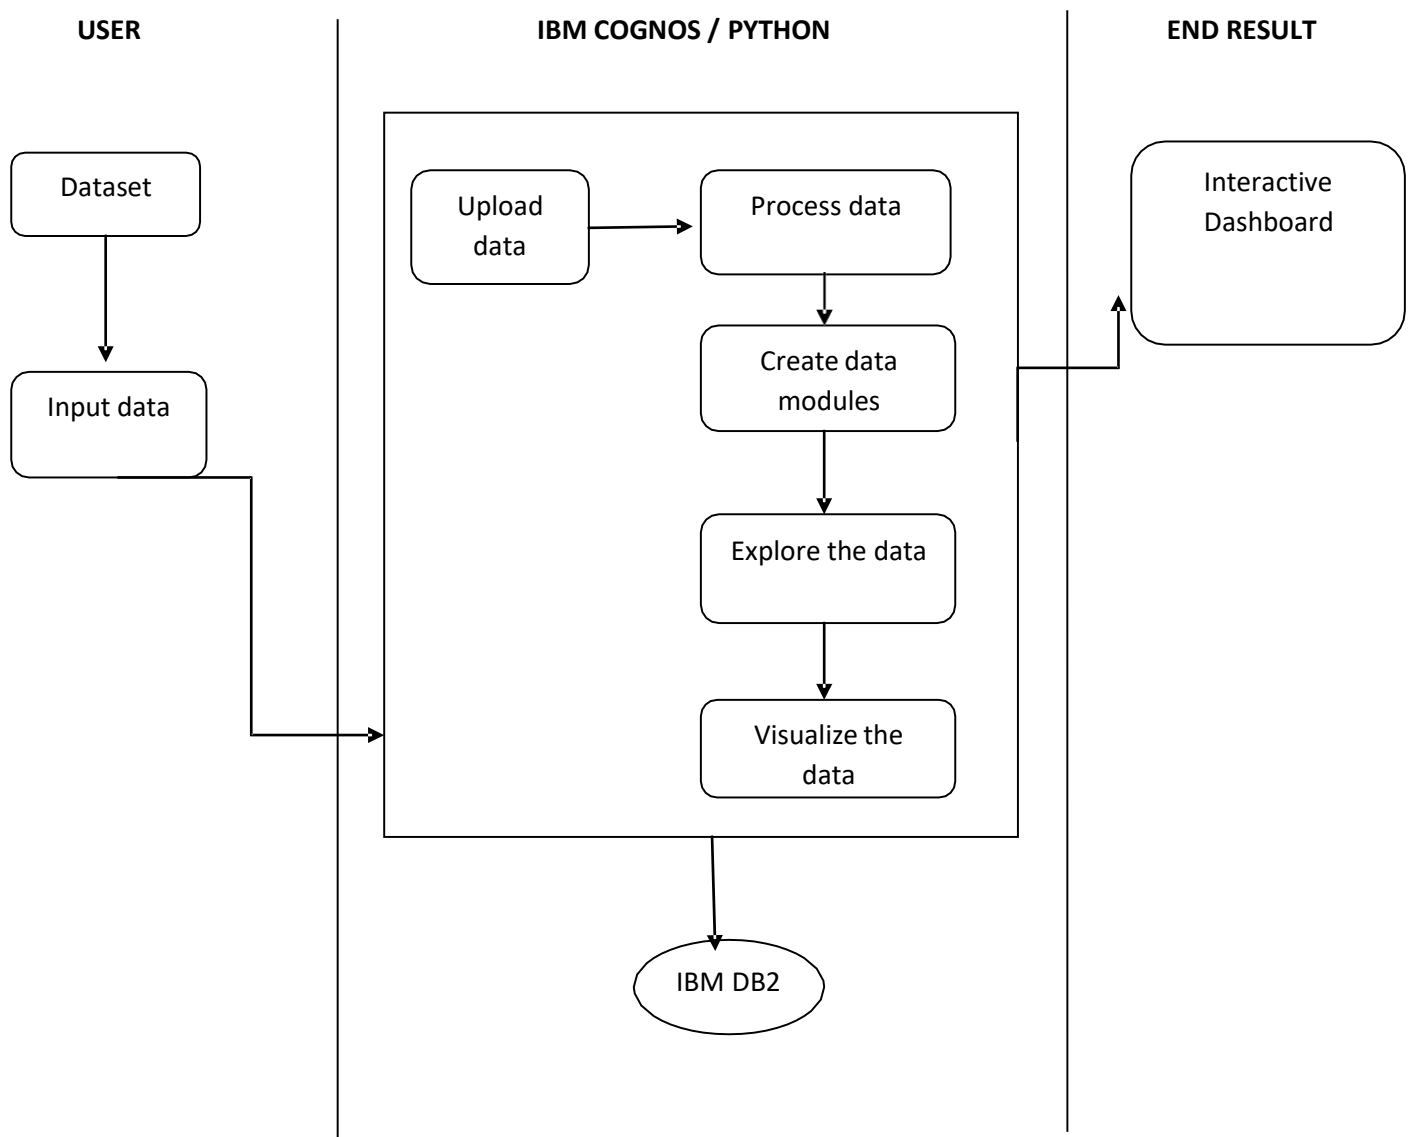 USER
IBM COGNOS / PYTHON
END RESULT
Dataset
Input data
Upload
data
Process data
Create data
modules
Explore the data
Visualize the
data
IBM DB2
Interactive
Dashboard